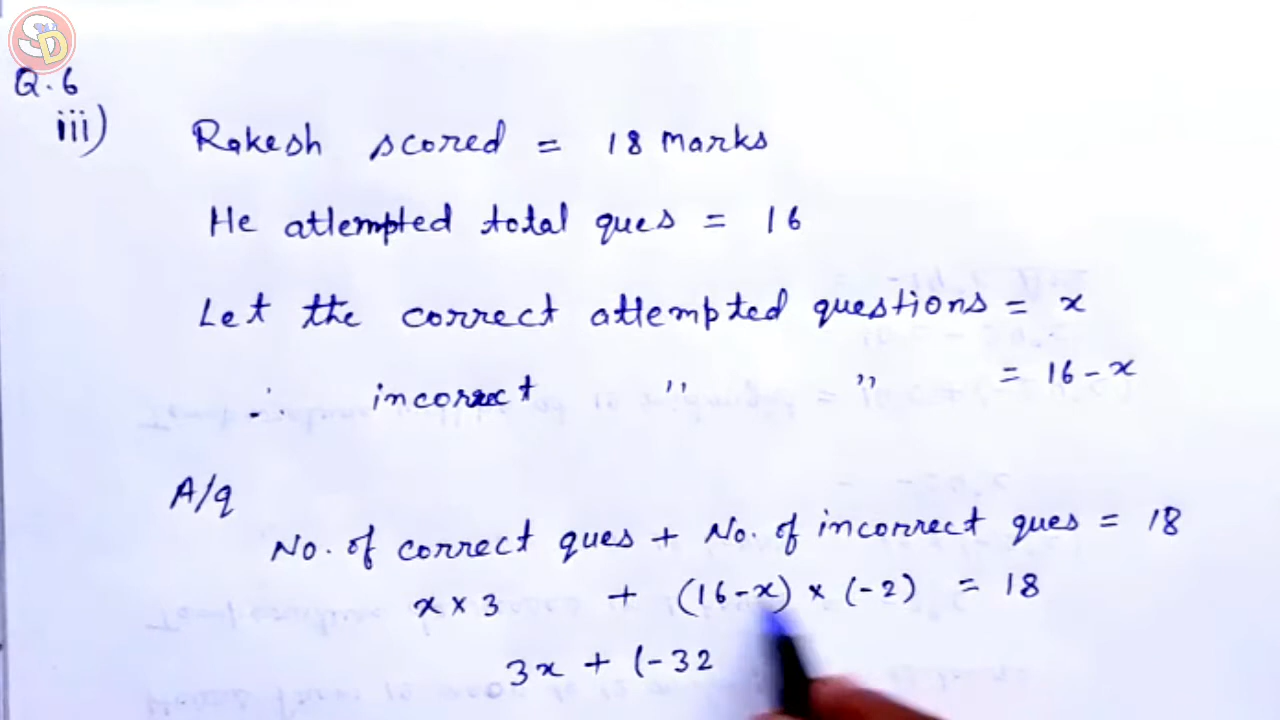 SD
Q.6
iii) Rakesh scored = 18 marks
He attempted total ques = 16
Let the correct attempted questions = x
∴ incorrect " " = 16-x
A/q
No. of correct ques + No. of incorrect ques = 18
x × 3 + (16-x) × (-2) = 18
3x + (-32